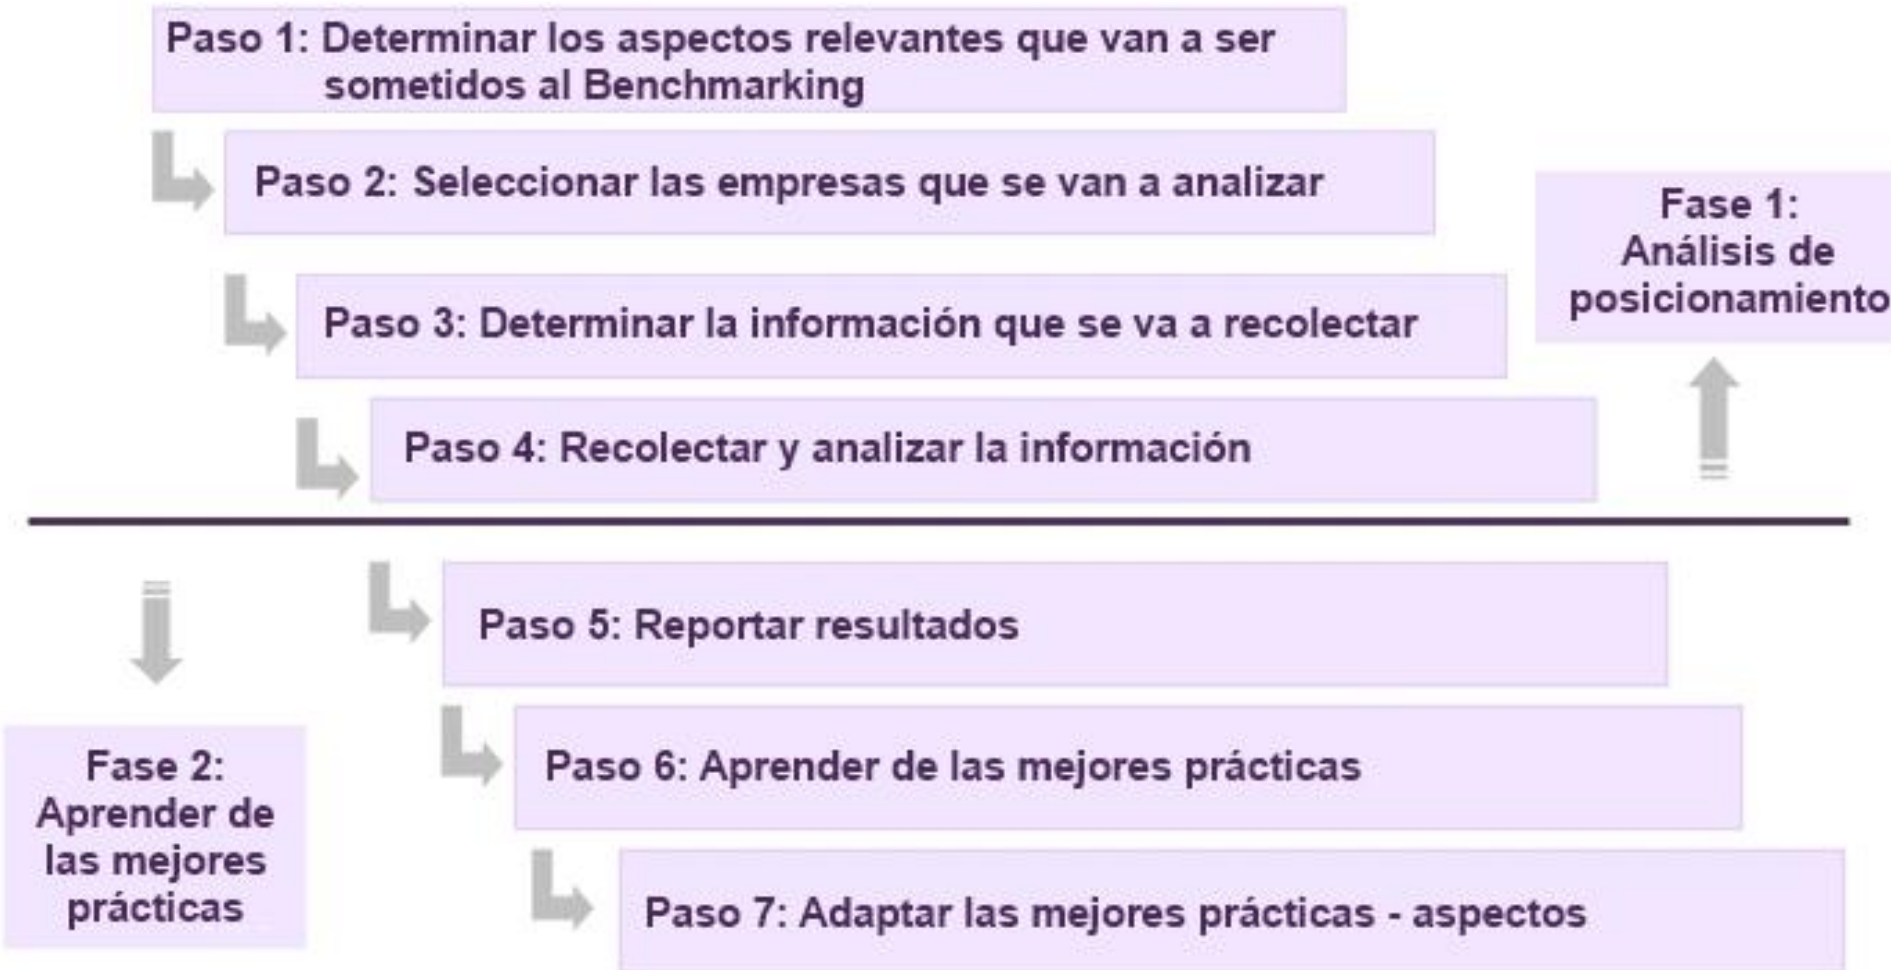 Paso 1: Determinar los aspectos relevantes que van a ser
sometidos al Benchmarking
Paso 2: Seleccionar las empresas que se van a analizar
Fase 1:
Análisis de
posicionamiento
Paso 3: Determinar la información que se va a recolectar
Paso 4: Recolectar y analizar la información
Paso 5: Reportar resultados
Paso 6: Aprender de las mejores prácticas
Fase 2:
Aprender de
las mejores
prácticas
Paso 7: Adaptar las mejores prácticas - aspectos